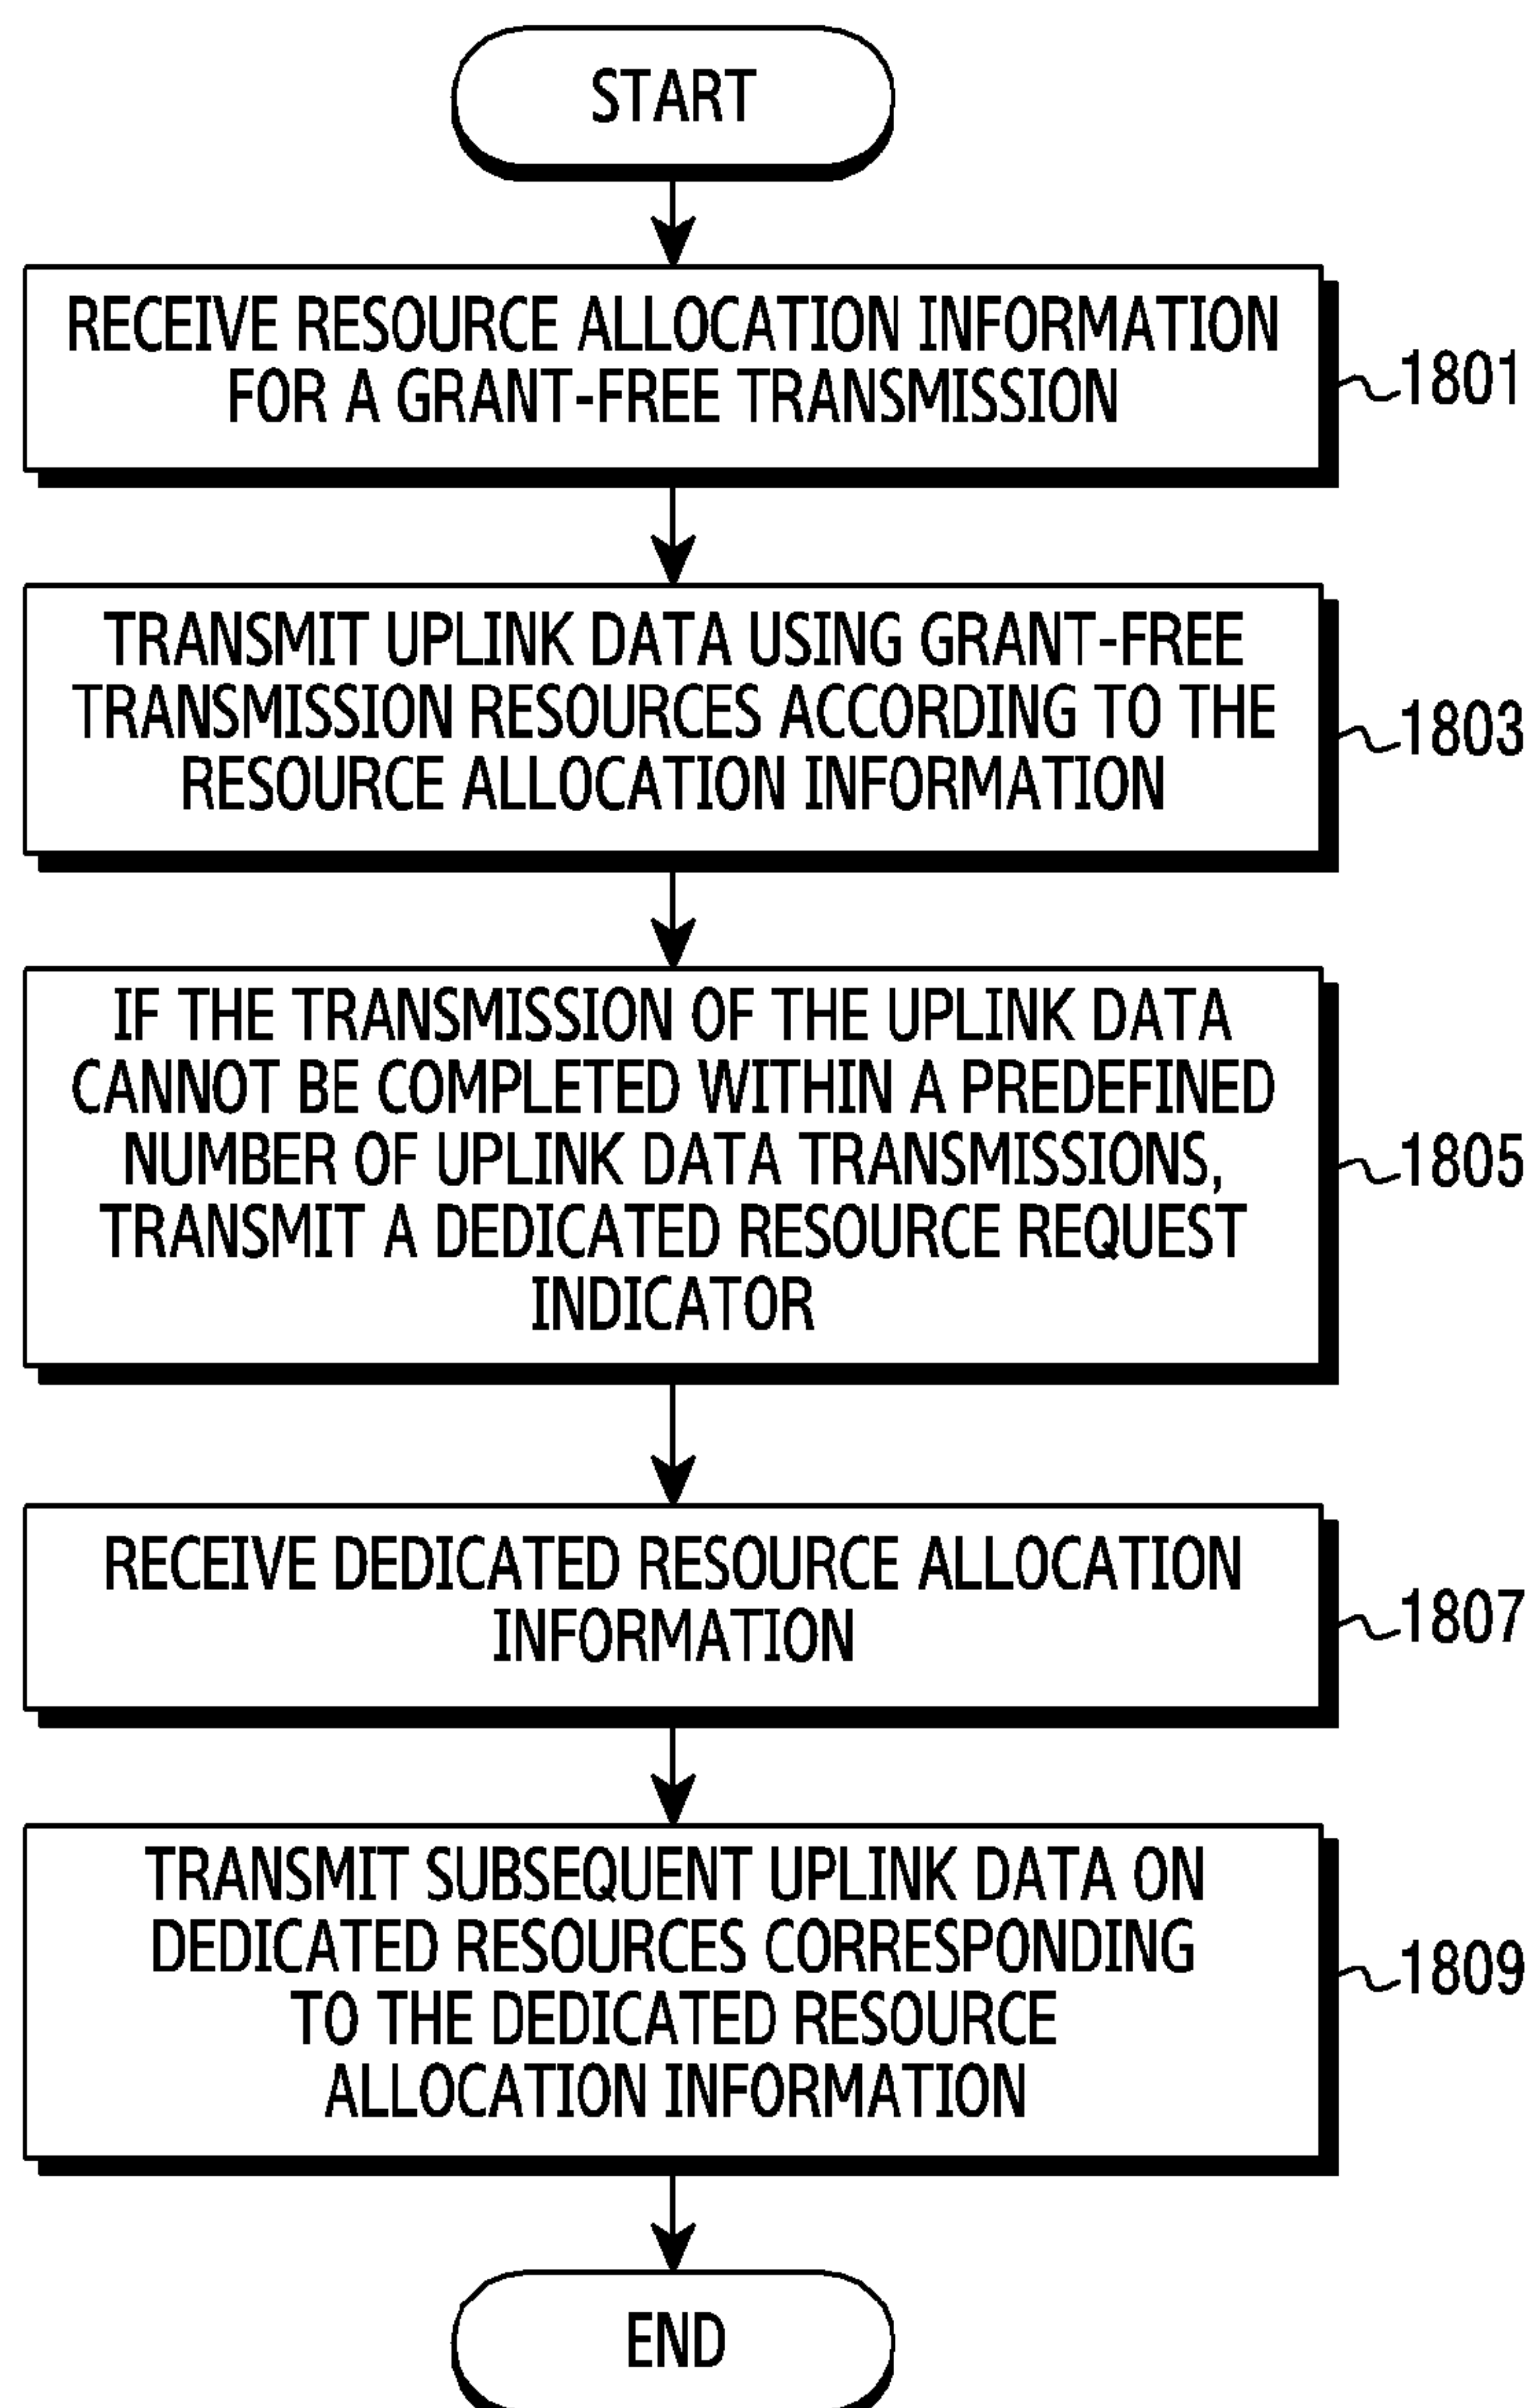 START
RECEIVE RESOURCE ALLOCATION INFORMATION
FOR A GRANT-FREE TRANSMISSION
1801
TRANSMIT UPLINK DATA USING GRANT-FREE
TRANSMISSION RESOURCES ACCORDING TO THE
RESOURCE ALLOCATION INFORMATION
1803
IF THE TRANSMISSION OF THE UPLINK DATA
CANNOT BE COMPLETED WITHIN A PREDEFINED
NUMBER OF UPLINK DATA TRANSMISSIONS,
TRANSMIT A DEDICATED RESOURCE REQUEST
INDICATOR
1805
RECEIVE DEDICATED RESOURCE ALLOCATION
INFORMATION
1807
TRANSMIT SUBSEQUENT UPLINK DATA ON
DEDICATED RESOURCES CORRESPONDING
TO THE DEDICATED RESOURCE
ALLOCATION INFORMATION
1809
END